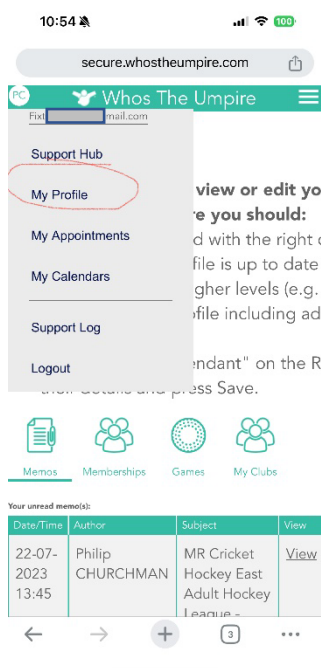 10:54
100
secure.whostheumpire.com
PC
Whos The Umpire
Fixt mail.com
Support Hub
My Profile
view or edit yo
re you should:
My Appointments
d with the right
file is up to date
My Calendars
gher levels (e.g.
ofile including ad
Support Log
Logout
endant" on the R
their details and press Save.
Memos Memberships Games My Clubs
Your unread memo(s):
Date/Time Author Subject View
22-07-2023 13:45 Philip CHURCHMAN MR Cricket Hockey East Adult Hockey League - View
3